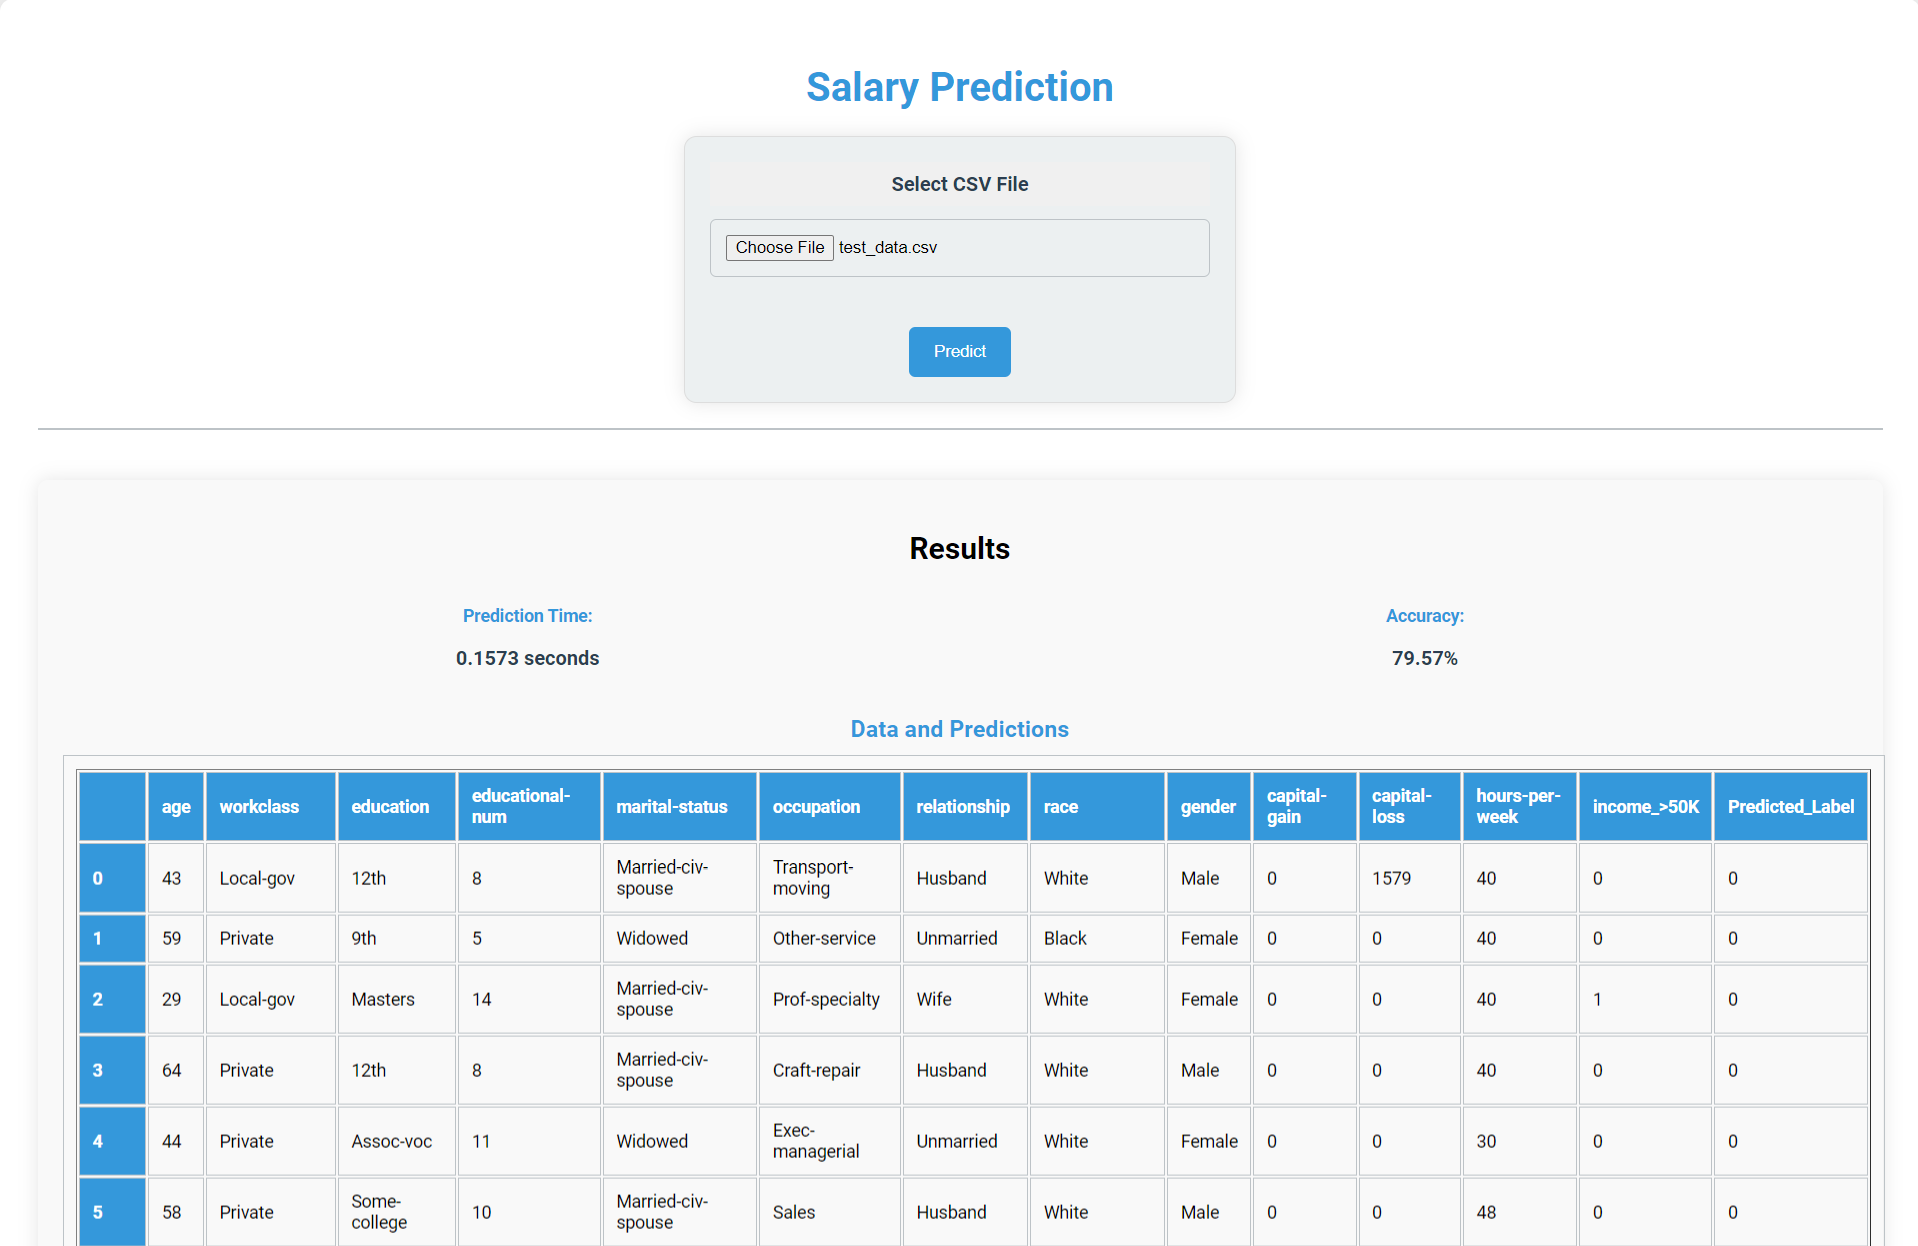 Salary Prediction
Select CSV File
Choose File test_data.csv
Predict
Results
Prediction Time: Accuracy:
0.1573 seconds 79.57%
Data and Predictions
age workclass education educational-num marital-status occupation relationship race gender capital-gain capital-loss hours-per-week income_>50K Predicted_Label
0 43 Local-gov 12th 8 Married-civ-spouse Transport-moving Husband White Male 0 1579 40 0 0
1 59 Private 9th 5 Widowed Other-service Unmarried Black Female 0 0 40 0 0
2 29 Local-gov Masters 14 Married-civ-spouse Prof-specialty Wife White Female 0 0 40 1 0
3 64 Private 12th 8 Married-civ-spouse Craft-repair Husband White Male 0 0 40 0 0
4 44 Private Assoc-voc 11 Widowed Exec-managerial Unmarried White Female 0 0 30 0 0
5 58 Private Some-college 10 Married-civ-spouse Sales Husband White Male 0 0 48 0 0